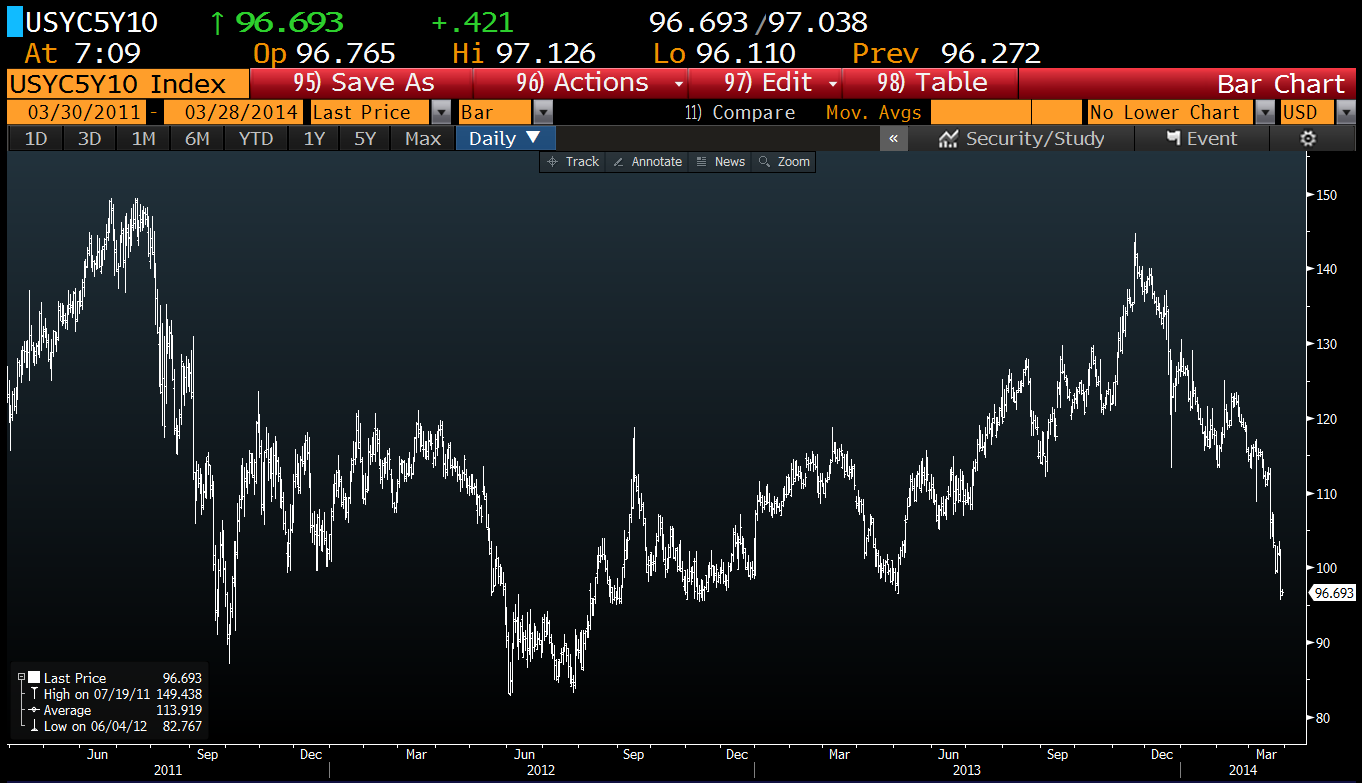 USYC5Y10 ↑ 96.693 +.421 96.693/97.038
At 7:09 Op 96.765 Hi 97.126 Lo 96.110 Prev 96.272
USYC5Y10 Index 95) Save As 96) Actions 97) Edit 98) Table Bar Chart
03/30/2011 - 03/28/2014 Last Price Bar 11) Compare Mov. Avgs No Lower Chart USD
1D 3D 1M 6M YTD 1Y 5Y Max Daily ▼ « Security/Study Event
Track Annotate News Zoom
150
140
130
120
110
100
96.693
90
80
Last Price 96.693
High on 07/19/11 149.438
Average 113.919
Low on 06/04/12 82.767
Jun Sep Dec Mar Jun Sep Dec Mar Jun Sep Dec Mar
2011 2012 2013 2014